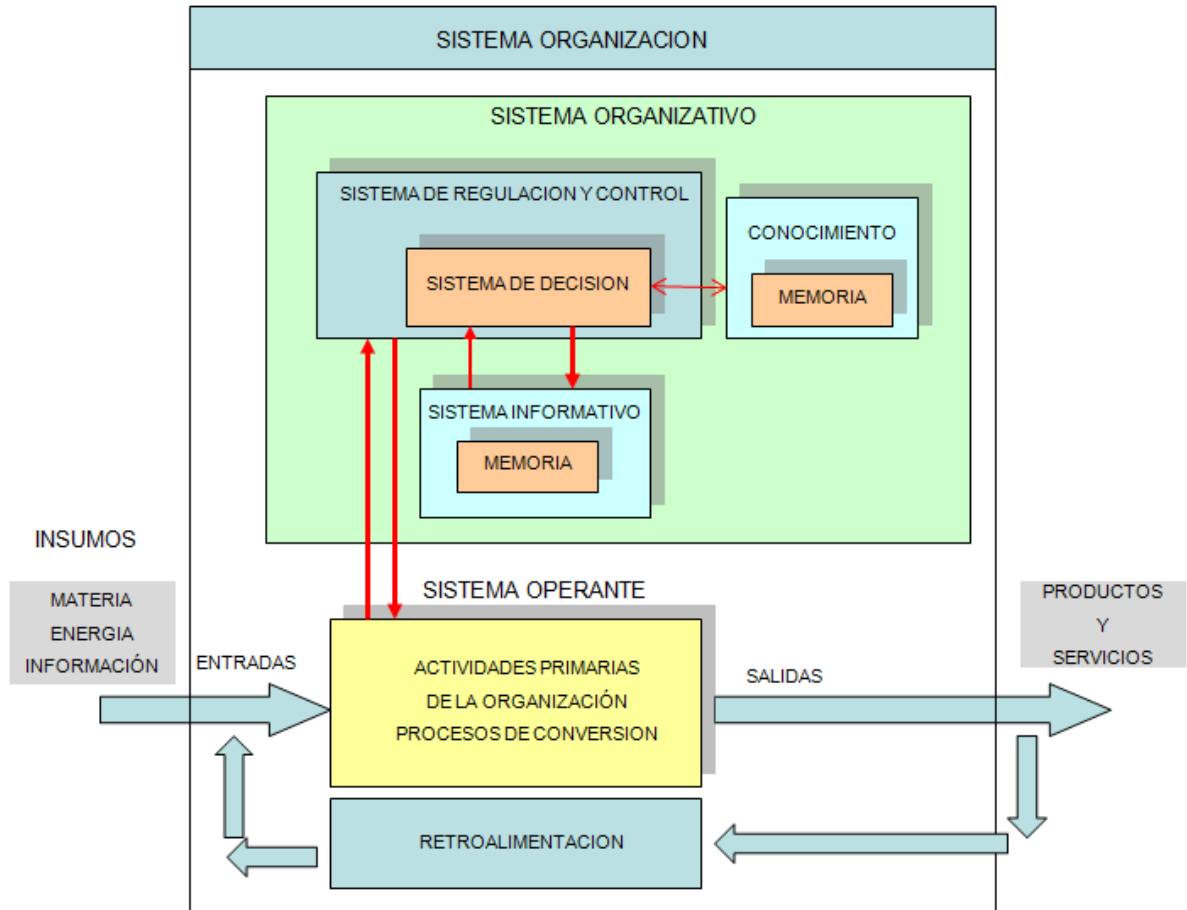 SISTEMA ORGANIZACION
SISTEMA ORGANIZATIVO
SISTEMA DE REGULACION Y CONTROL
CONOCIMIENTO
SISTEMA DE DECISION
MEMORIA
SISTEMA INFORMATIVO
MEMORIA
INSUMOS
MATERIA
ENERGIA
INFORMACIÓN
SISTEMA OPERANTE
PRODUCTOS
Y
SERVICIOS
ENTRADAS
ACTIVIDADES PRIMARIAS
DE LA ORGANIZACIÓN
PROCESOS DE CONVERSION
SALIDAS
RETROALIMENTACION